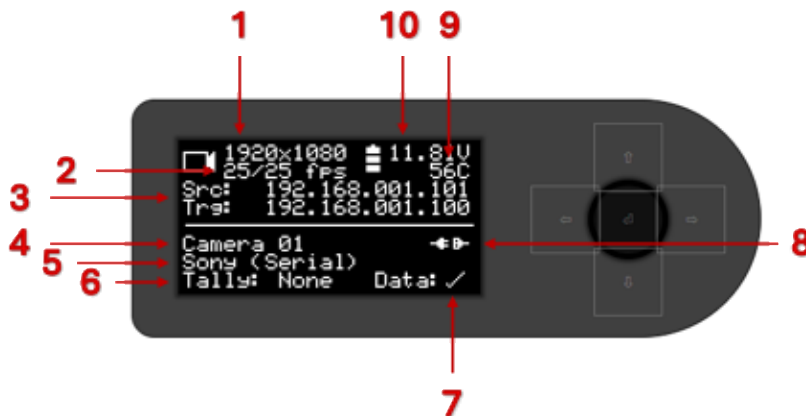 1 10 9
1920x1080 11.81V
25/25 fps 56C
2
3
Src: 192.168.001.101
Trg: 192.168.001.100
4
Camera 01
8
5
Sony (Serial)
6
Tally: None Data: ✓
7